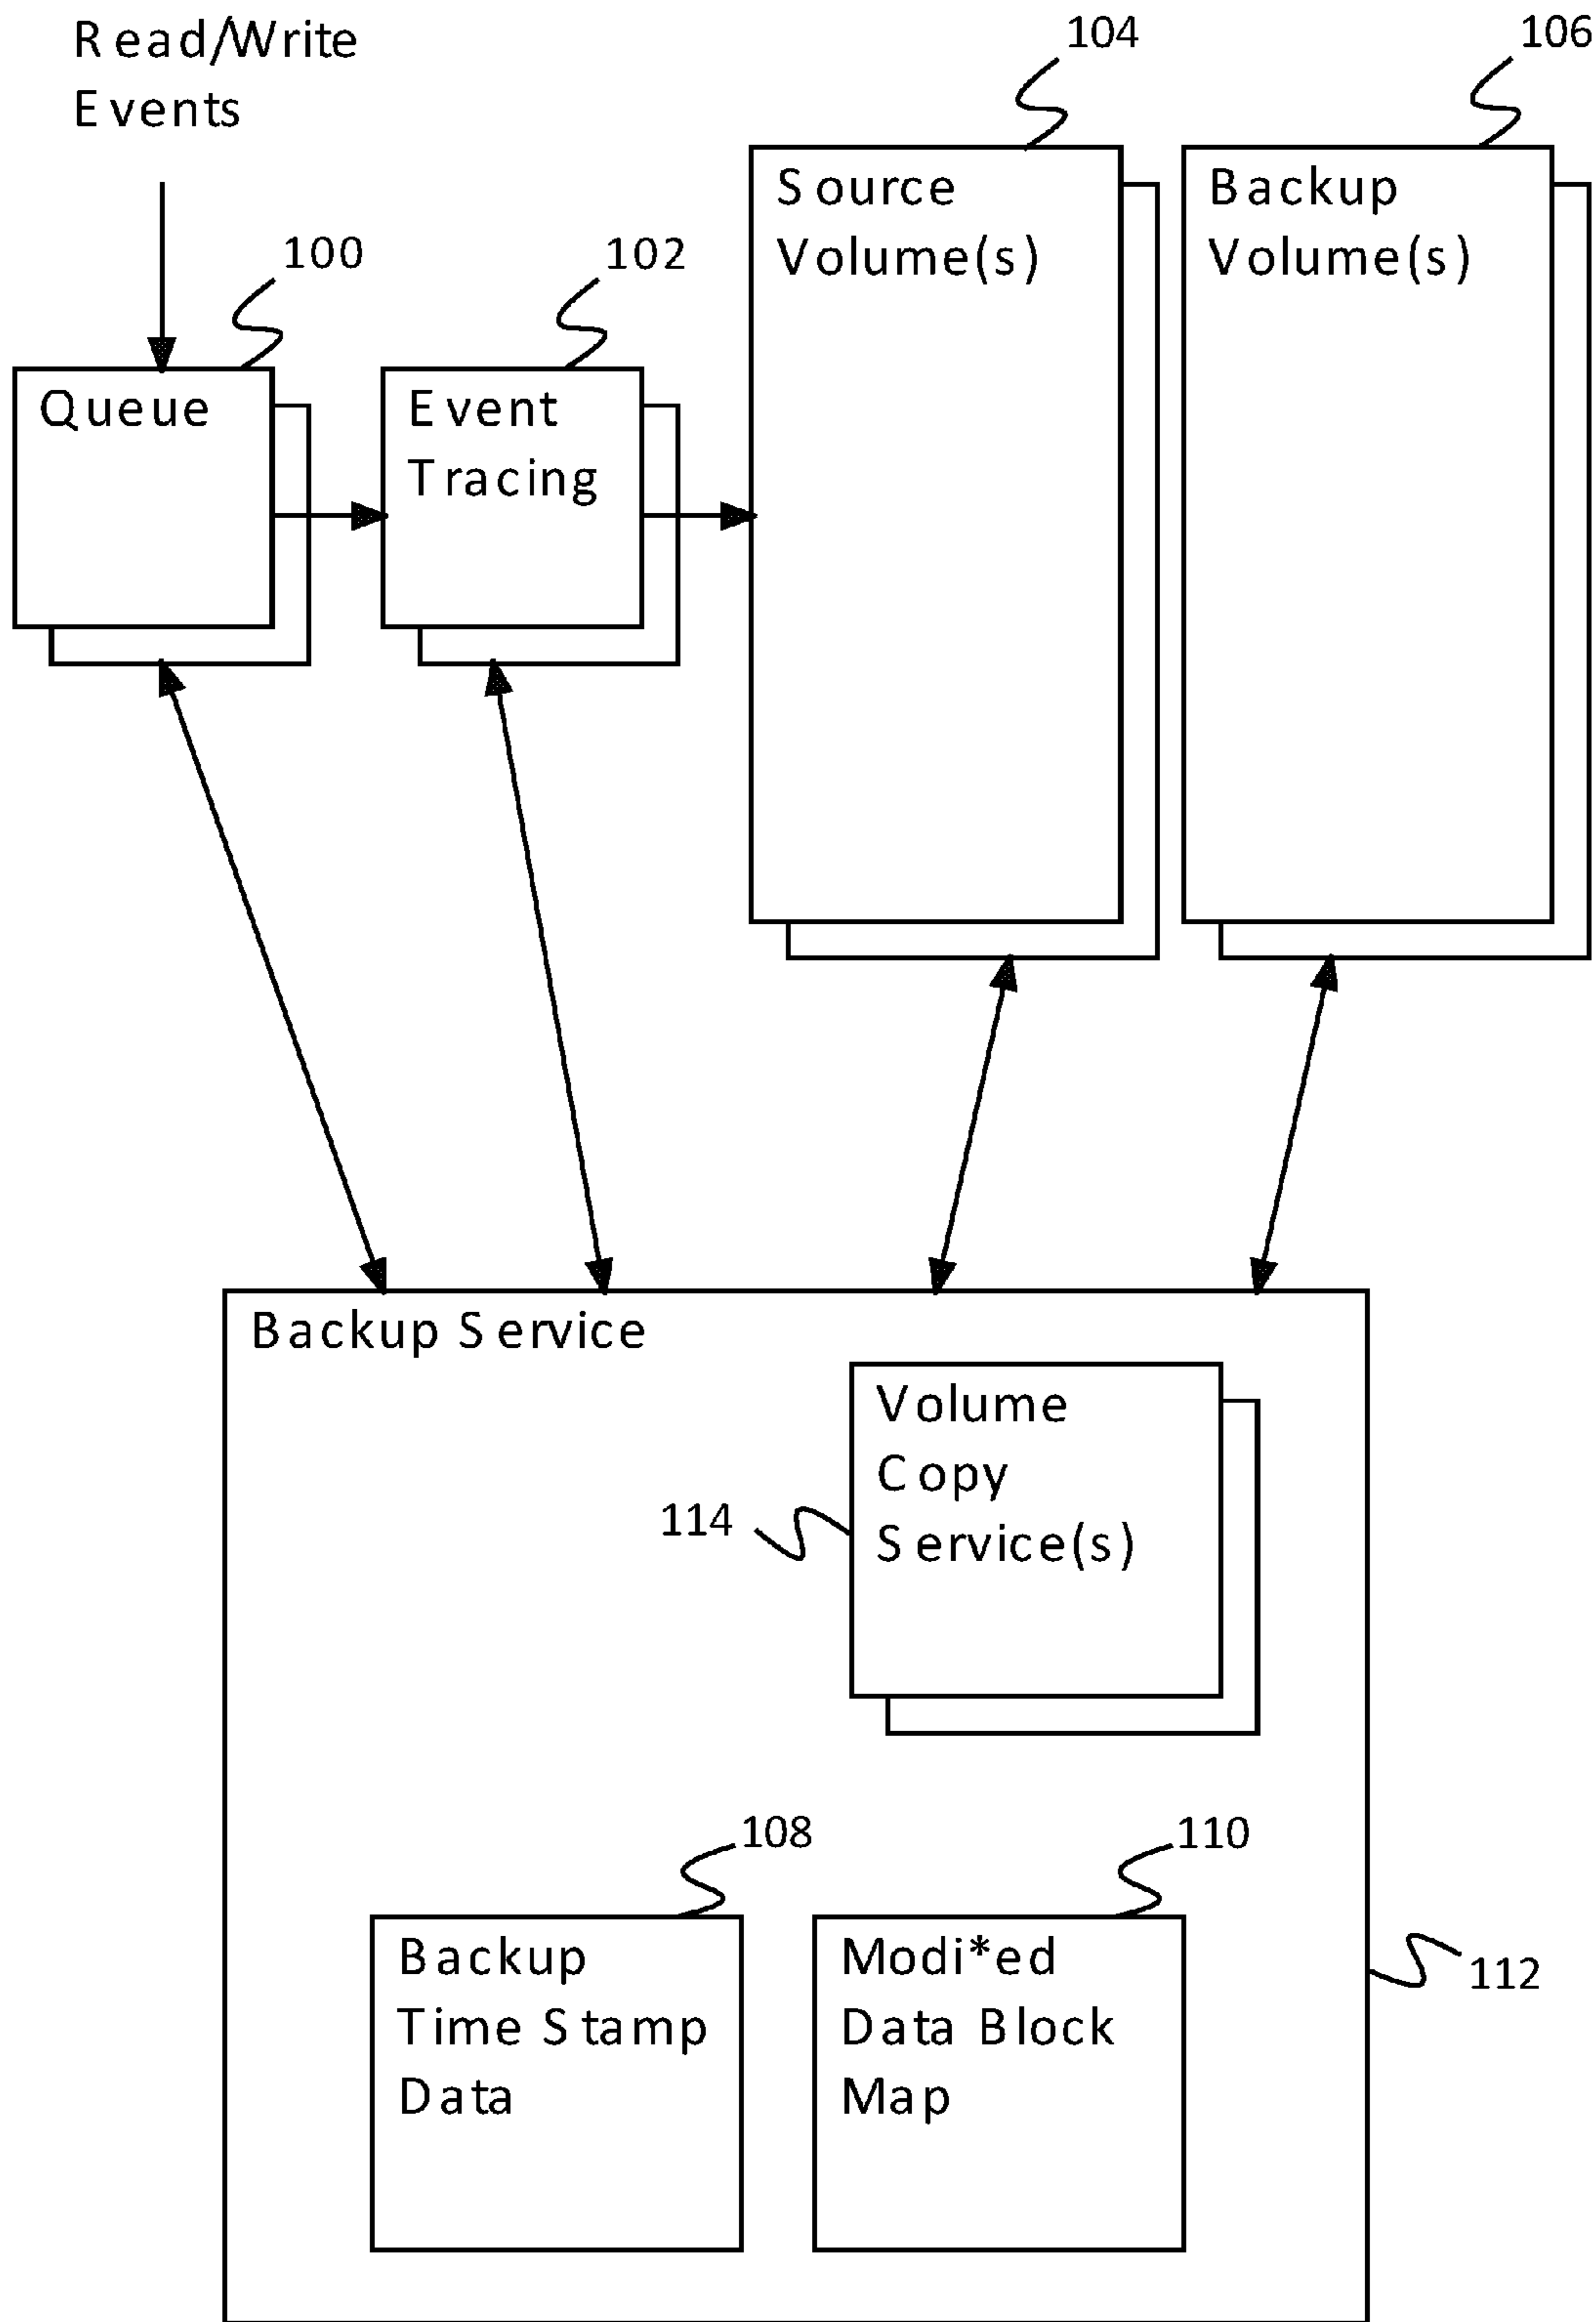 Read/Write
Events
104
106
100
102
Source
Volume(s)
Backup
Volume(s)
Queue
Event
Tracing
Backup Service
Volume
Copy
Service(s)
114
108
110
Backup
Time Stamp
Data
Modi*ed
Data Block
Map
112